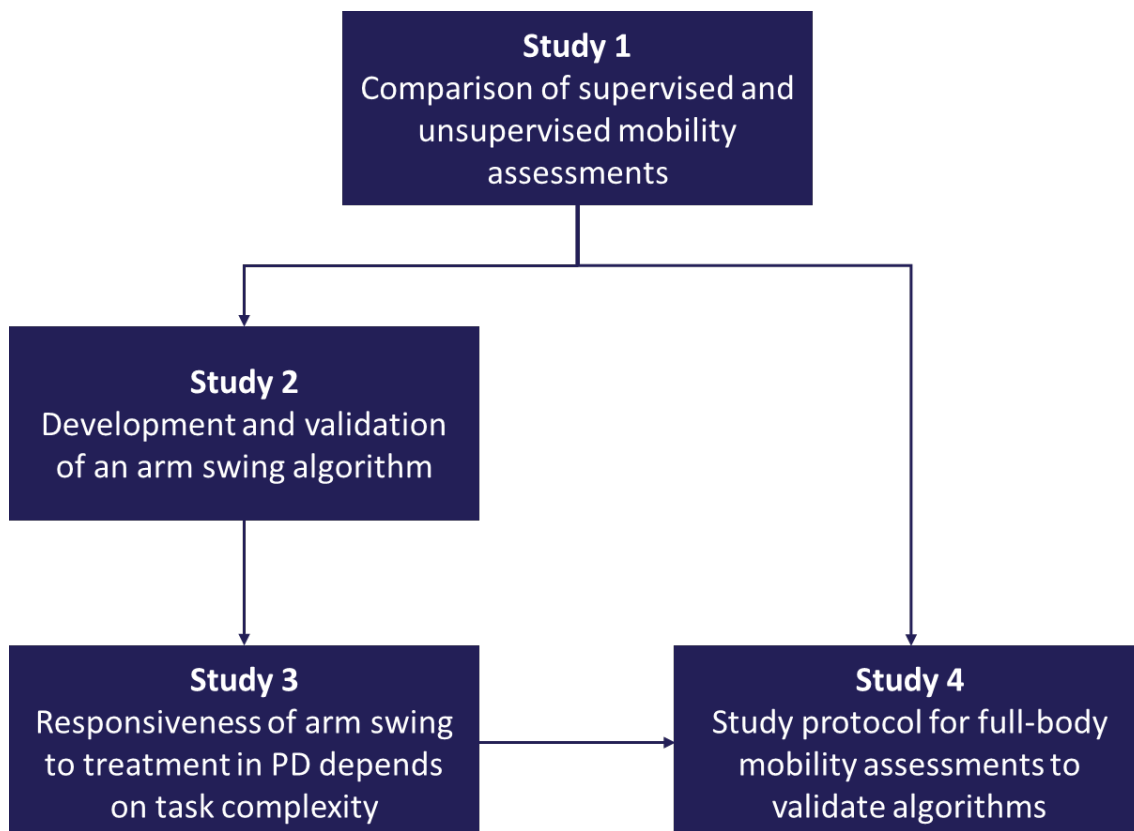 Study 1
Comparison of supervised and
unsupervised mobility
assessments
Study 2
Development and validation
of an arm swing algorithm
Study 3
Responsiveness of arm swing
to treatment in PD depends
on task complexity
Study 4
Study protocol for full-body
mobility assessments to
validate algorithms